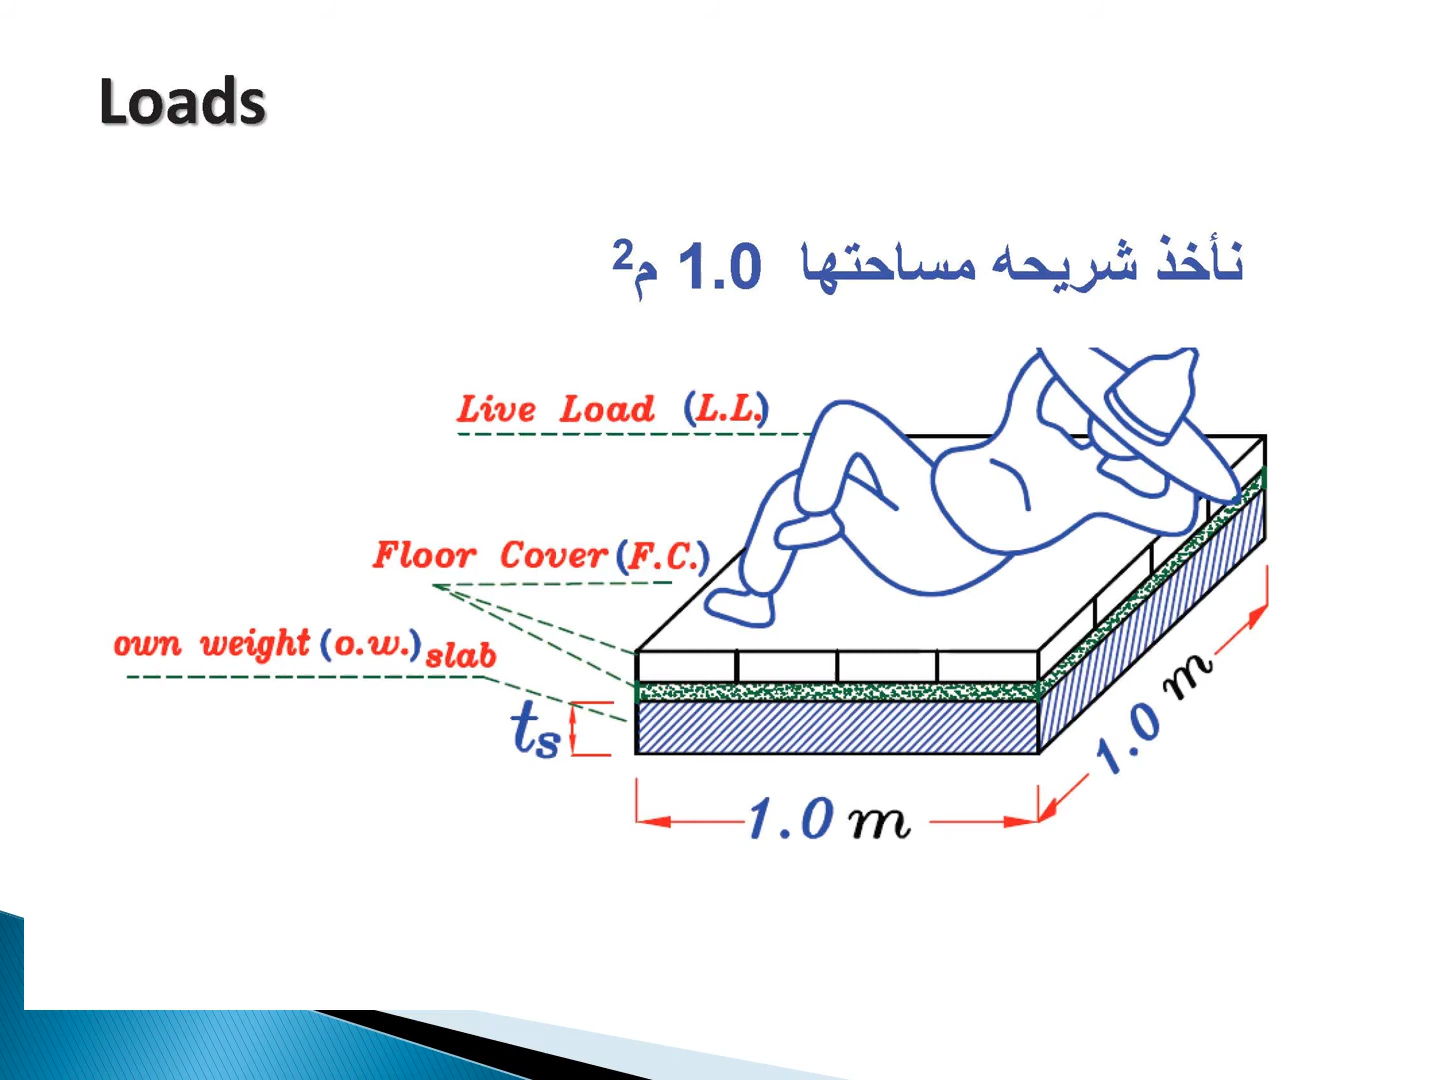 Loads
نأخذ شريحه مساحتها 1.0 م2
Live Load (L.L.)
Floor Cover (F.C.)
own weight (o.w.) slab
ts
1.0 m
1.0 m